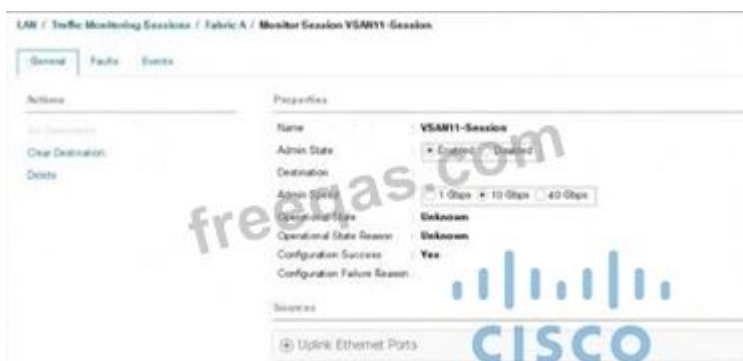 LAN / Traffic Monitoring Sessions / Fabric A / Monitor Session VSAN11-Session
General Faults Events
Actions
Clear Destination
Delete
Properties
Name : VSAN11-Session
Admin State : Enabled Disabled
Destination
Admin Speed : 1 Gbps 10 Gbps 40 Gbps
Operational State : Unknown
Operational State Reason : Unknown
Configuration Success : Yes
Configuration Failure Reason :
Sources
Uplink Ethernet Ports
freeqas.com
CISCO